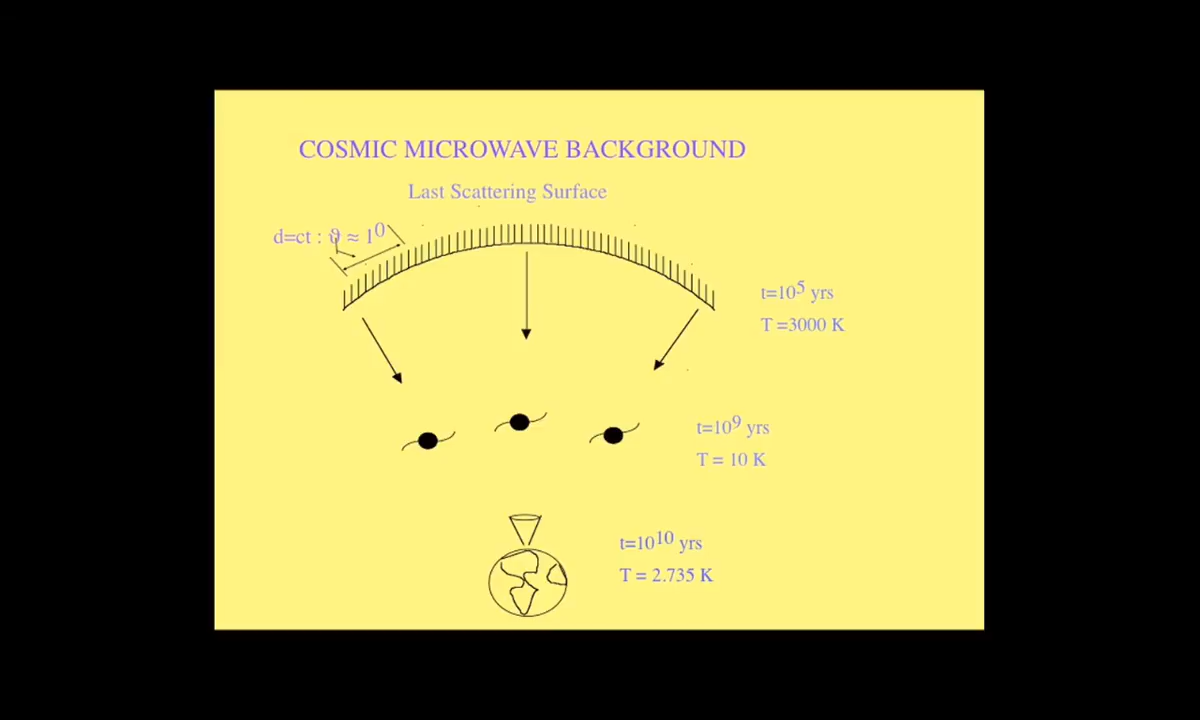 COSMIC MICROWAVE BACKGROUND
Last Scattering Surface
d=ct : ϑ ≈ 1⁰
t=10⁵ yrs
T =3000 K
t=10⁹ yrs
T = 10 K
t=10¹⁰ yrs
T = 2.735 K